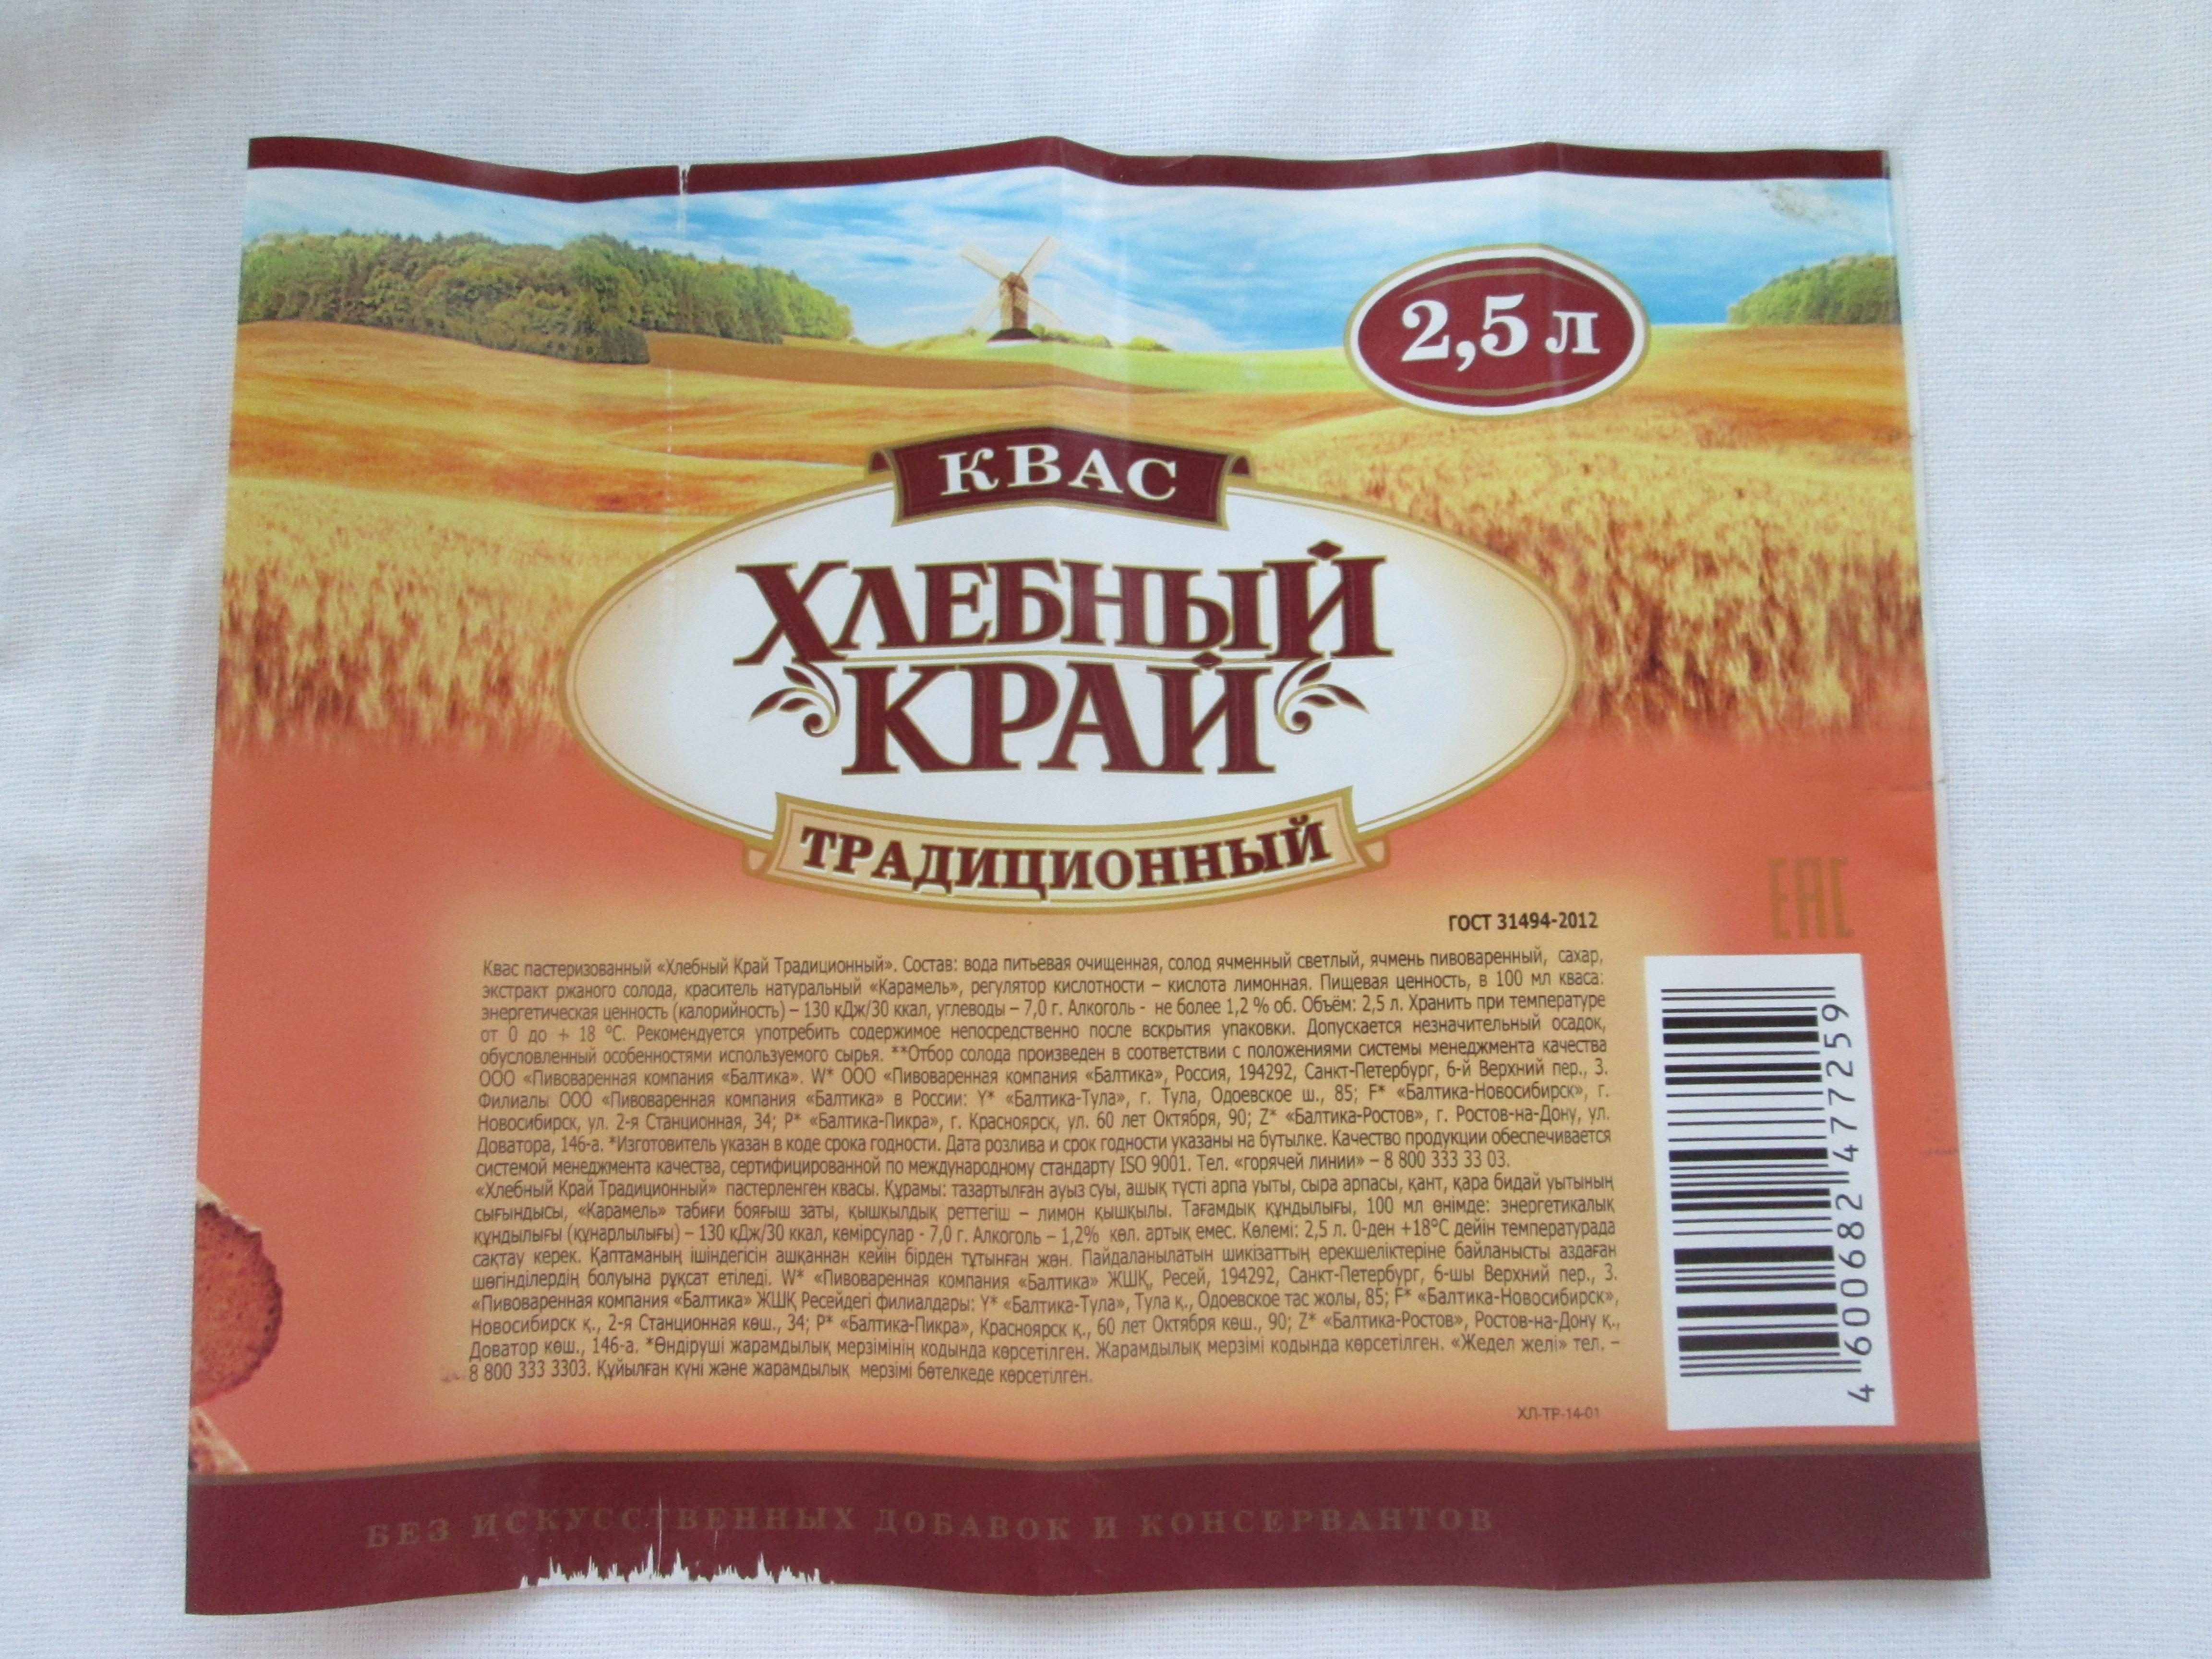 2,5 л
КВАС
ХЛЕБНЫЙ
КРАЙ
ТРАДИЦИОННЫЙ
EAC
ГОСТ 31494-2012
Квас пастеризованный «Хлебный Край Традиционный». Состав: вода питьевая очищенная, солод ячменный светлый, ячмень пивоваренный, сахар,
экстракт ржаного солода, краситель натуральный «Карамель», регулятор кислотности – кислота лимонная. Пищевая ценность, в 100 мл кваса:
энергетическая ценность (калорийность) – 130 кДж/30 ккал, углеводы – 7,0 г. Алкоголь - не более 1,2 % об. Объём: 2,5 л. Хранить при температуре
от 0 до + 18 °С. Рекомендуется употребить содержимое непосредственно после вскрытия упаковки. Допускается незначительный осадок,
обусловленный особенностями используемого сырья. **Отбор солода произведен в соответствии с положениями системы менеджмента качества
ООО «Пивоваренная компания «Балтика». W* ООО «Пивоваренная компания «Балтика», Россия, 194292, Санкт-Петербург, 6-й Верхний пер., 3.
Филиалы ООО «Пивоваренная компания «Балтика» в России: Y* «Балтика-Тула», г. Тула, Одоевское ш., 85; F* «Балтика-Новосибирск», г.
Новосибирск, ул. 2-я Станционная, 34; P* «Балтика-Пикра», г. Красноярск, ул. 60 лет Октября, 90; Z* «Балтика-Ростов», г. Ростов-на-Дону, ул.
Доватора, 146-а. *Изготовитель указан в коде срока годности. Дата розлива и срок годности указаны на бутылке. Качество продукции обеспечивается
системой менеджмента качества, сертифицированной по международному стандарту ISO 9001. Тел. «горячей линии» – 8 800 333 33 03.
«Хлебный Край Традиционный» пастерленген квасы. Құрамы: тазартылған ауыз суы, ашық түсті арпа уыты, сыра арпасы, қант, қара бидай уытының
сығындысы, «Карамель» табиғи бояғыш заты, қышқылдық реттегіш – лимон қышқылы. Тағамдық құндылығы, 100 мл өнімде: энергетикалық
құндылығы (құнарлылығы) – 130 кДж/30 ккал, көмірсулар - 7,0 г. Алкоголь – 1,2% көл. артық емес. Көлемі: 2,5 л. 0-ден +18°С дейін температурада
сақтау керек. Қаптаманың ішіндегісін ашқаннан кейін бірден тұтынған жөн. Пайдаланылатын шикізаттың ерекшеліктеріне байланысты аздаған
шөгінділердің болуына рұқсат етіледі. W* «Пивоваренная компания «Балтика» ЖШҚ, Ресей, 194292, Санкт-Петербург, 6-шы Верхний пер., 3.
«Пивоваренная компания «Балтика» ЖШҚ Ресейдегі филиалдары: Y* «Балтика-Тула», Тула қ., Одоевское тас жолы, 85; F* «Балтика-Новосибирск»,
Новосибирск қ., 2-я Станционная көш., 34; P* «Балтика-Пикра», Красноярск қ., 60 лет Октября көш., 90; Z* «Балтика-Ростов», Ростов-на-Дону қ.,
Доватор көш., 146-а. *Өндіруші жарамдылық мерзімінің кодында көрсетілген. Жарамдылық мерзімі кодында көрсетілген. «Жедел желі» тел. –
8 800 333 3303. Құйылған күні және жарамдылық мерзімі бөтелкеде көрсетілген.
ХЛ-ТР-14-01
4 600682 477259
БЕЗ ИСКУССТВЕННЫХ ДОБАВОК И КОНСЕРВАНТОВ